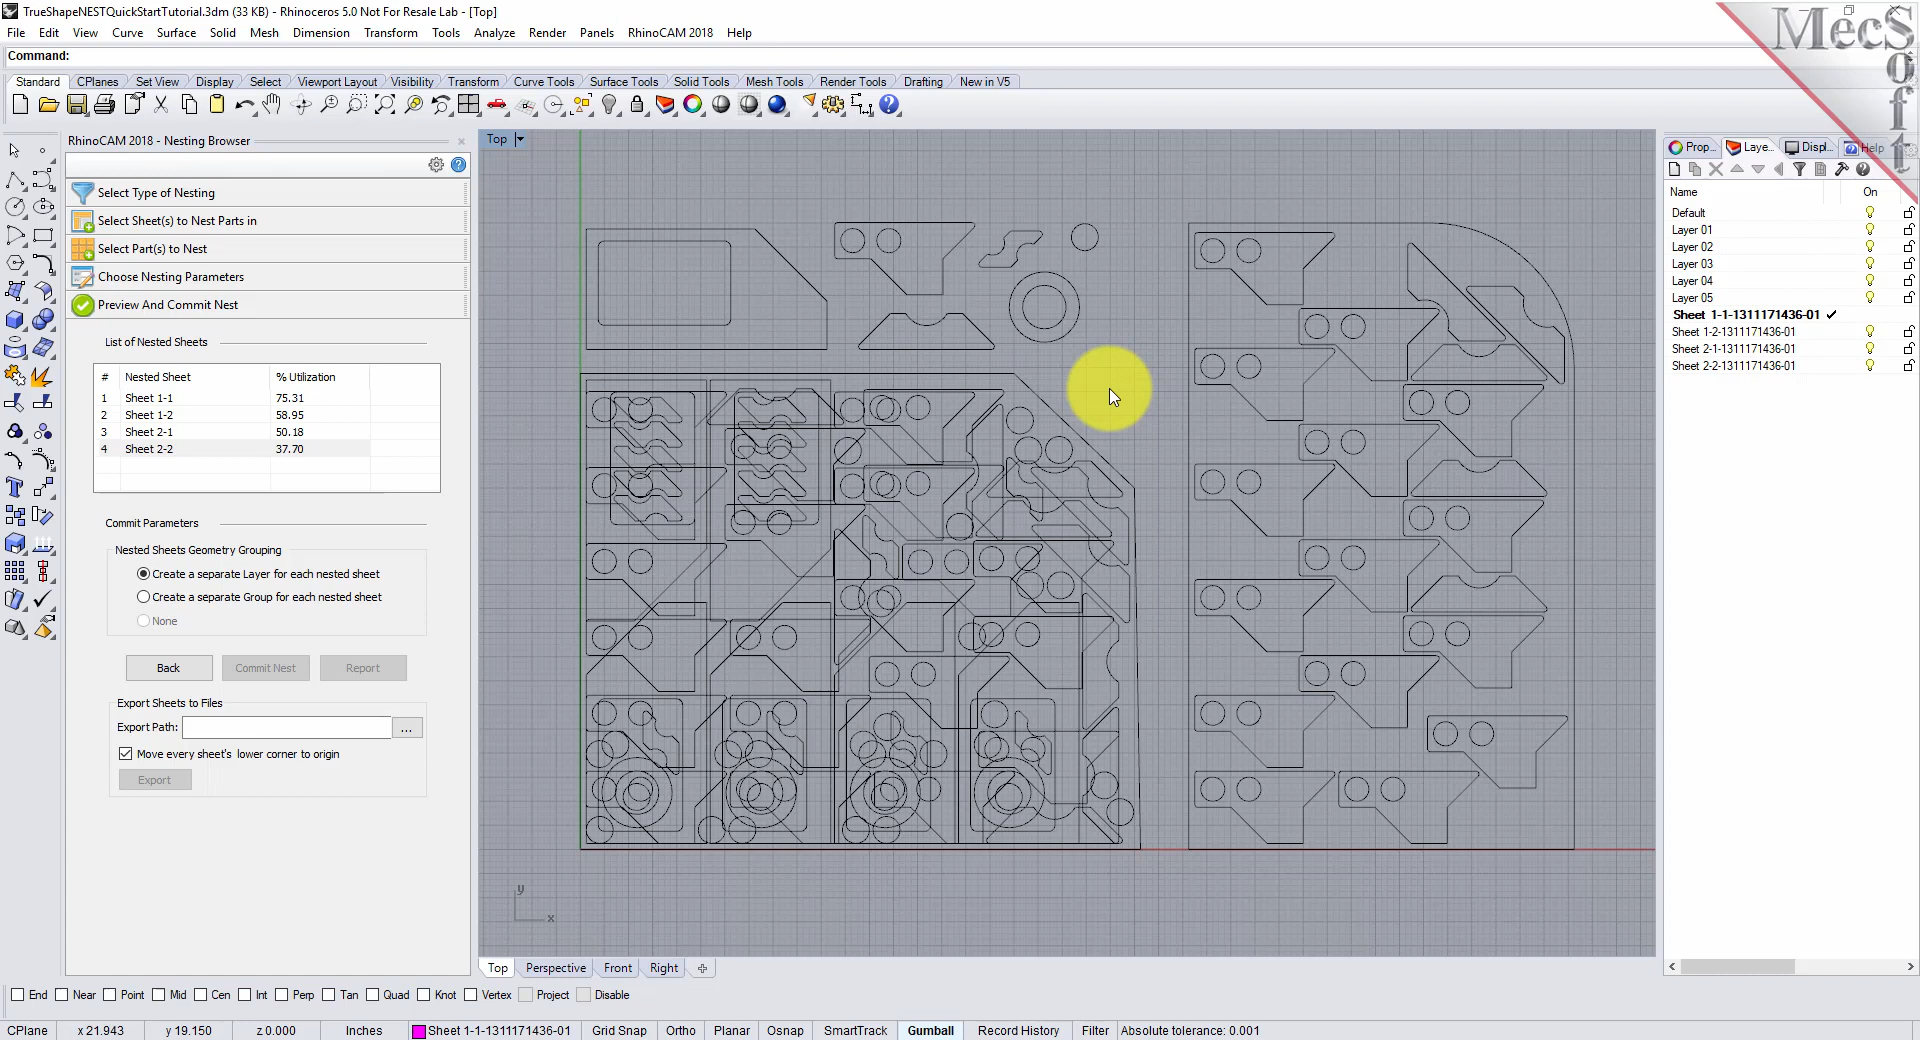 TrueShapeNESTQuickStartTutorial.3dm (33 KB) - Rhinoceros 5.0 Not For Resale Lab - [Top]
File Edit View Curve Surface Solid Mesh Dimension Transform Tools Analyze Render Panels RhinoCAM 2018 Help
MecSoft
Command:
Standard CPlanes Set View Display Select Viewport Layout Visibility Transform Curve Tools Surface Tools Solid Tools Mesh Tools Render Tools Drafting New in V5
RhinoCAM 2018 - Nesting Browser
Select Type of Nesting
Select Sheet(s) to Nest Parts in
Select Part(s) to Nest
Choose Nesting Parameters
Preview And Commit Nest
List of Nested Sheets
# Nested Sheet % Utilization
1 Sheet 1-1 75.31
2 Sheet 1-2 58.95
3 Sheet 2-1 50.18
4 Sheet 2-2 37.70
Commit Parameters
Nested Sheets Geometry Grouping
Create a separate Layer for each nested sheet
Create a separate Group for each nested sheet
None
Back Commit Nest Report
Export Sheets to Files
Export Path: ...
Move every sheet's lower corner to origin
Export
Top
y
x
Top Perspective Front Right
Prop... Laye... Displ... Help
Name On
Default
Layer 01
Layer 02
Layer 03
Layer 04
Layer 05
Sheet 1-1-1311171436-01
Sheet 1-2-1311171436-01
Sheet 2-1-1311171436-01
Sheet 2-2-1311171436-01
End Near Point Mid Cen Int Perp Tan Quad Knot Vertex Project Disable
CPlane x 21.943 y 19.150 z 0.000 Inches Sheet 1-1-1311171436-01 Grid Snap Ortho Planar Osnap SmartTrack Gumball Record History Filter Absolute tolerance: 0.001